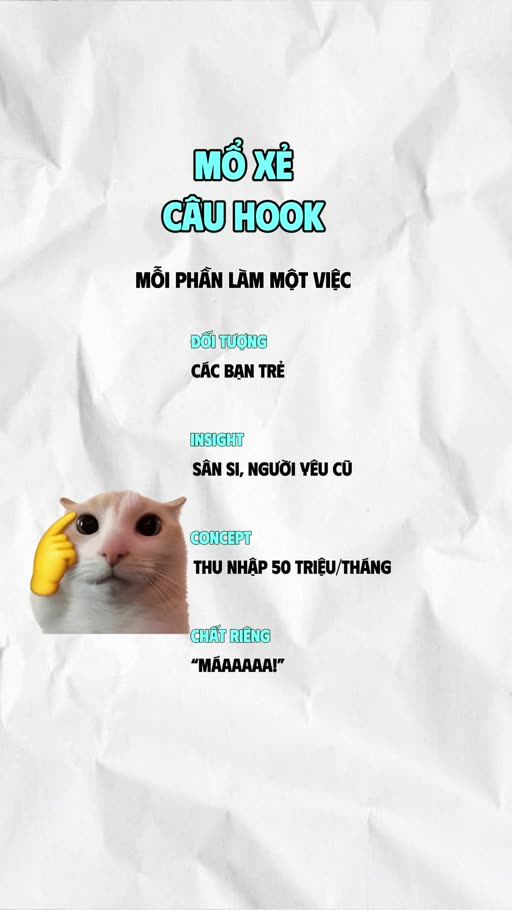 MỔ XẺ
CÂU HOOK
MỖI PHẦN LÀM MỘT VIỆC
ĐỐI TƯỢNG
CÁC BẠN TRẺ
INSIGHT
SÂN SI, NGƯỜI YÊU CŨ
CONCEPT
THU NHẬP 50 TRIỆU/THÁNG
CHẤT RIÊNG
“MÁAAAAA!”